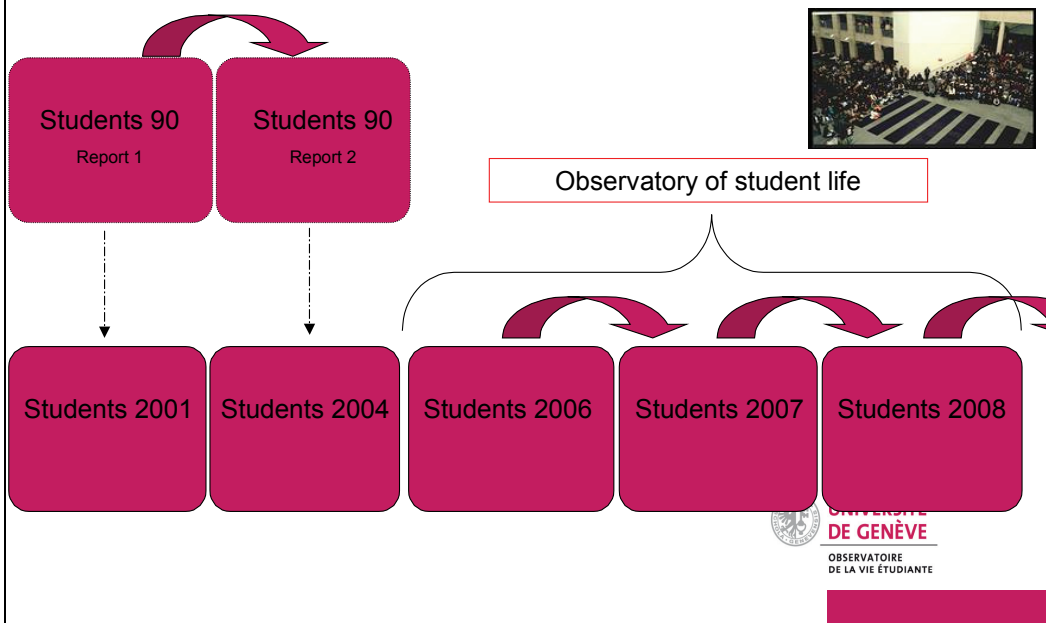 Students 90
Report 1
Students 90
Report 2
Observatory of student life
Students 2001
Students 2004
Students 2006
Students 2007
Students 2008
UNIVERSITÉ
DE GENÈVE
OBSERVATOIRE
DE LA VIE ÉTUDIANTE